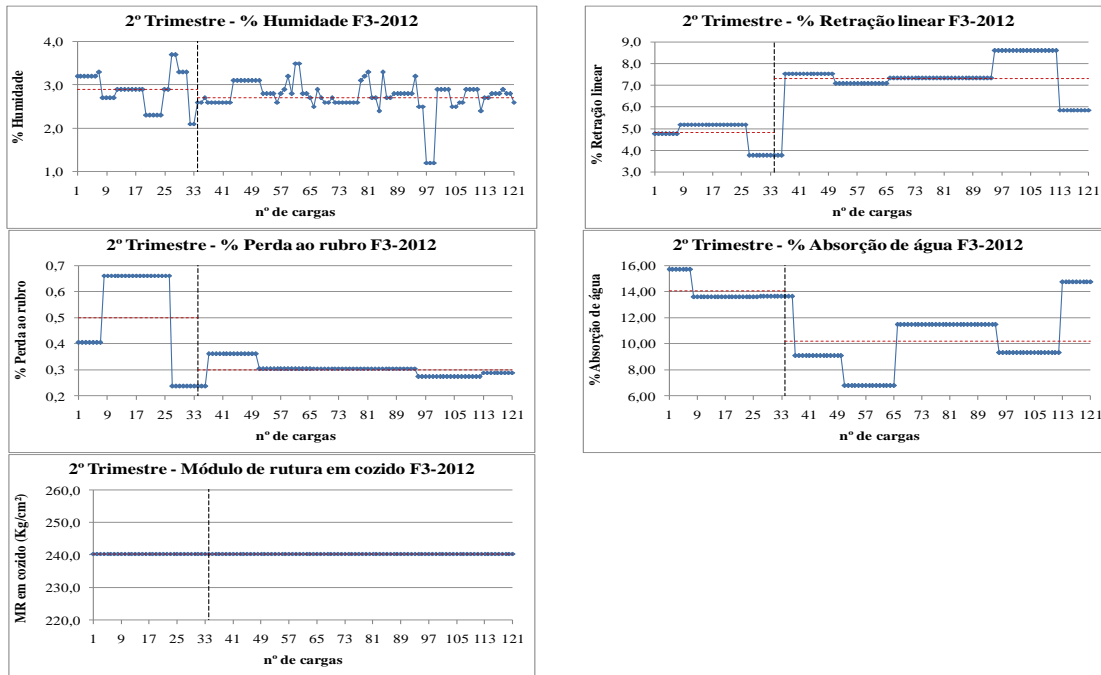 2º Trimestre - % Humidade F3-2012
% Humidade
4,0
3,0
2,0
1,0
1 9 17 25 33 41 49 57 65 73 81 89 97 105 113 121
nº de cargas
2º Trimestre - % Retração linear F3-2012
% Retração linear
9,0
8,0
7,0
6,0
5,0
4,0
3,0
1 9 17 25 33 41 49 57 65 73 81 89 97 105 113 121
nº de cargas
2º Trimestre - % Perda ao rubro F3-2012
% Perda ao rubro
0,7
0,6
0,5
0,4
0,3
0,2
1 9 17 25 33 41 49 57 65 73 81 89 97 105 113 121
nº de cargas
2º Trimestre - % Absorção de água F3-2012
% Absorção de água
16,00
14,00
12,00
10,00
8,00
6,00
1 9 17 25 33 41 49 57 65 73 81 89 97 105 113 121
nº de cargas
2º Trimestre - Módulo de rutura em cozido F3-2012
MR em cozido (Kg/cm²)
260,0
250,0
240,0
230,0
220,0
1 9 17 25 33 41 49 57 65 73 81 89 97 105 113 121
nº de cargas